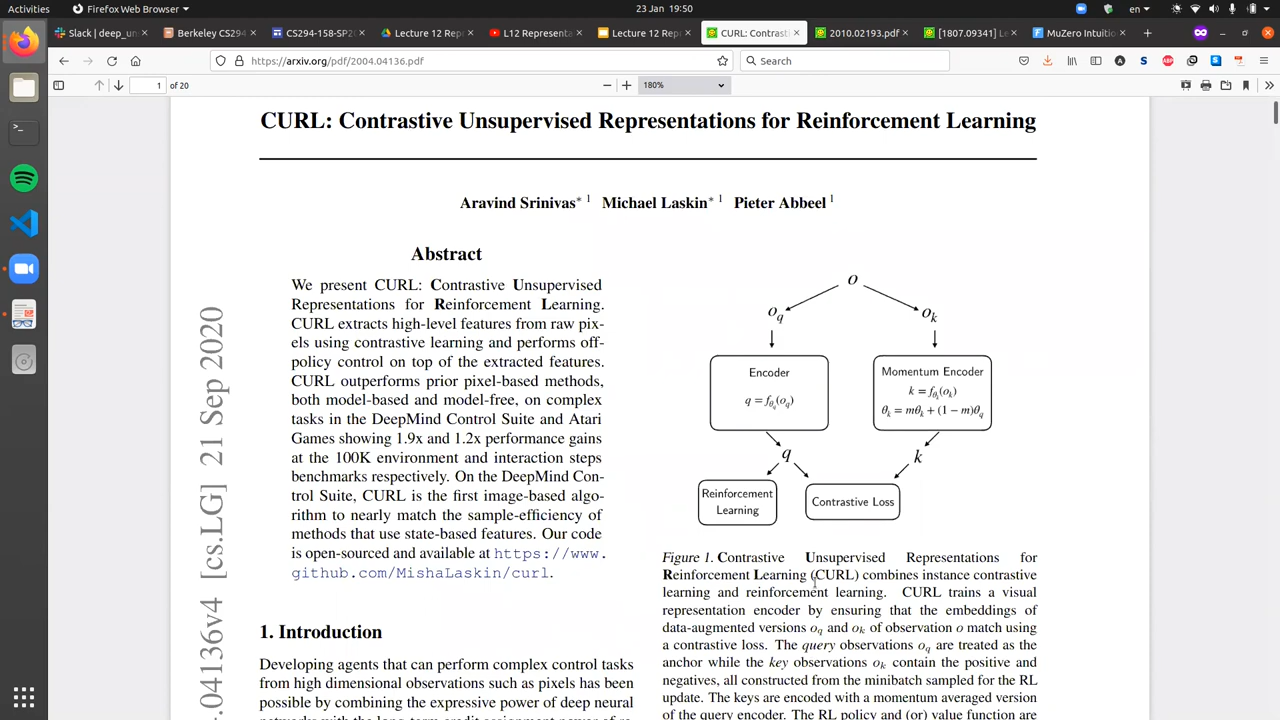 Activities
Firefox Web Browser
23 Jan 19:50
en
Slack | deep_un
Berkeley CS294
CS294-158-SP2
Lecture 12 Rep
L12 Representa
Lecture 12 Rep
CURL: Contrast
2010.02193.pdf
[1807.09341] L
MuZero Intuitio
https://arxiv.org/pdf/2004.04136.pdf
Search
1 of 20
180%
CURL: Contrastive Unsupervised Representations for Reinforcement Learning
Aravind Srinivas* 1 Michael Laskin* 1 Pieter Abbeel 1
Abstract
We present CURL: Contrastive Unsupervised
Representations for Reinforcement Learning.
CURL extracts high-level features from raw pix-
els using contrastive learning and performs off-
policy control on top of the extracted features.
CURL outperforms prior pixel-based methods,
both model-based and model-free, on complex
tasks in the DeepMind Control Suite and Atari
Games showing 1.9x and 1.2x performance gains
at the 100K environment and interaction steps
benchmarks respectively. On the DeepMind Con-
trol Suite, CURL is the first image-based algo-
rithm to nearly match the sample-efficiency of
methods that use state-based features. Our code
is open-sourced and available at https://www.
github.com/MishaLaskin/curl.
1. Introduction
Developing agents that can perform complex control tasks
from high dimensional observations such as pixels has been
possible by combining the expressive power of deep neural
.04136v4 [cs.LG] 21 Sep 2020
o
o_q
o_k
Encoder
q = f_θq(o_q)
Momentum Encoder
k = f_θk(o_k)
θ_k = mθ_k + (1 − m)θ_q
q
k
Reinforcement
Learning
Contrastive Loss
Figure 1. Contrastive Unsupervised Representations for
Reinforcement Learning (CURL) combines instance contrastive
learning and reinforcement learning. CURL trains a visual
representation encoder by ensuring that the embeddings of
data-augmented versions o_q and o_k of observation o match using
a contrastive loss. The query observations o_q are treated as the
anchor while the key observations o_k contain the positive and
negatives, all constructed from the minibatch sampled for the RL
update. The keys are encoded with a momentum averaged version
of the query encoder. The RL policy and (or) value function are